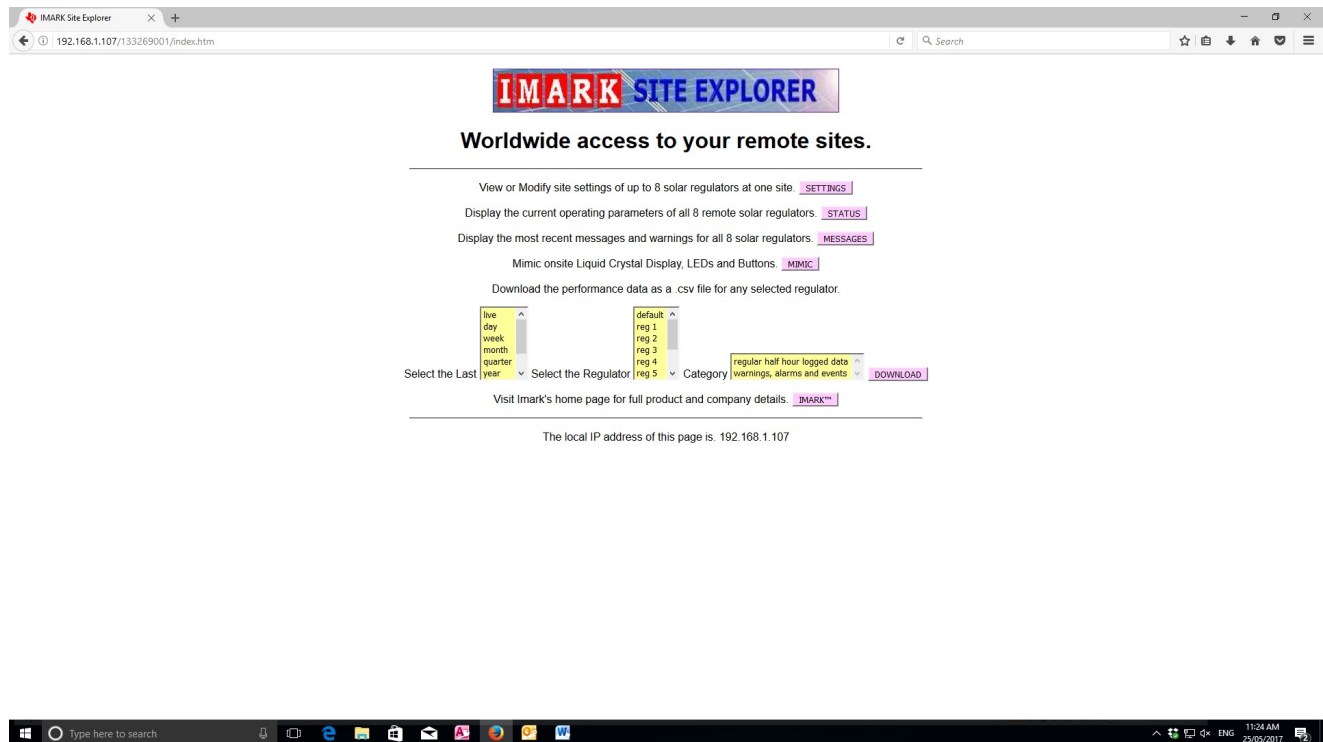 IMARK Site Explorer
192.168.1.107/133269001/index.htm
Search
IMARK SITE EXPLORER
Worldwide access to your remote sites.
View or Modify site settings of up to 8 solar regulators at one site. SETTINGS
Display the current operating parameters of all 8 remote solar regulators. STATUS
Display the most recent messages and warnings for all 8 solar regulators. MESSAGES
Mimic onsite Liquid Crystal Display, LEDs and Buttons. MIMIC
Download the performance data as a .csv file for any selected regulator.
live default
day reg 1
week reg 2
month reg 3
quarter reg 4 regular half hour logged data
Select the Last year Select the Regulator reg 5 Category warnings, alarms and events DOWNLOAD
Visit Imark's home page for full product and company details. IMARK™
The local IP address of this page is. 192.168.1.107
Type here to search
ENG 11:24 AM
25/05/2017 2